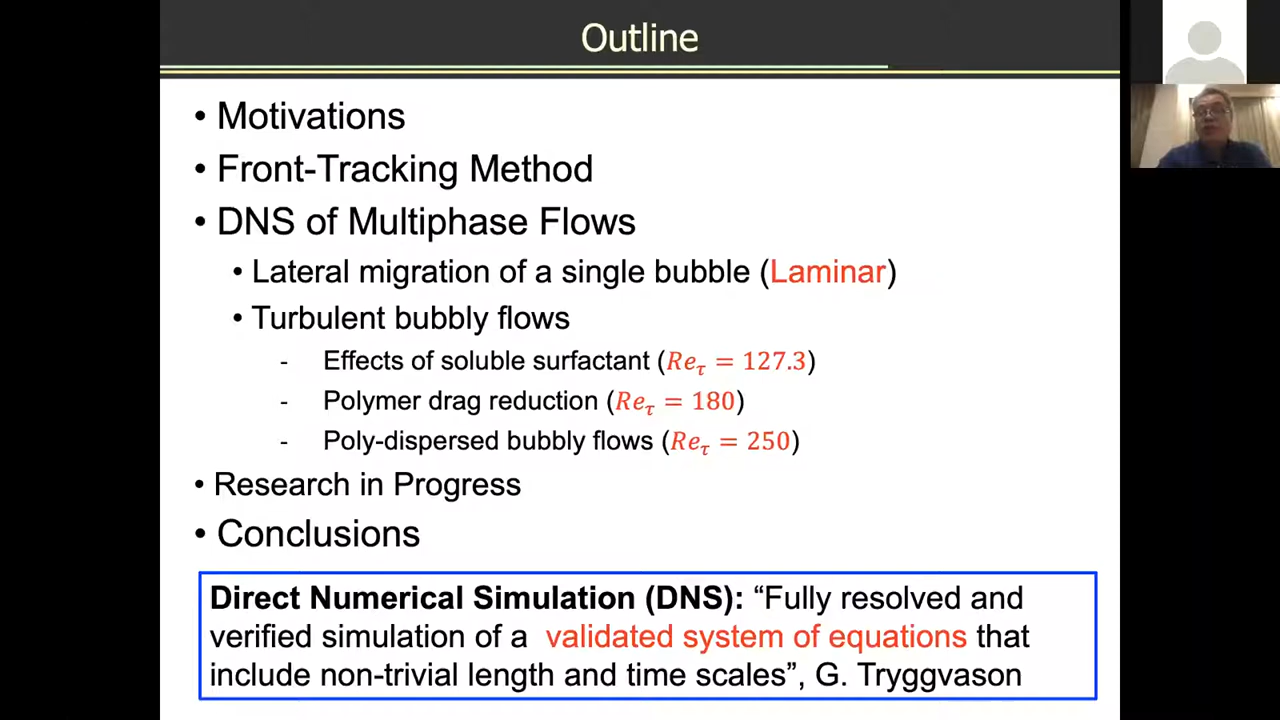 Outline
• Motivations
• Front-Tracking Method
• DNS of Multiphase Flows
• Lateral migration of a single bubble (Laminar)
• Turbulent bubbly flows
- Effects of soluble surfactant (Reτ = 127.3)
- Polymer drag reduction (Reτ = 180)
- Poly-dispersed bubbly flows (Reτ = 250)
• Research in Progress
• Conclusions
Direct Numerical Simulation (DNS): “Fully resolved and
verified simulation of a validated system of equations that
include non-trivial length and time scales”, G. Tryggvason